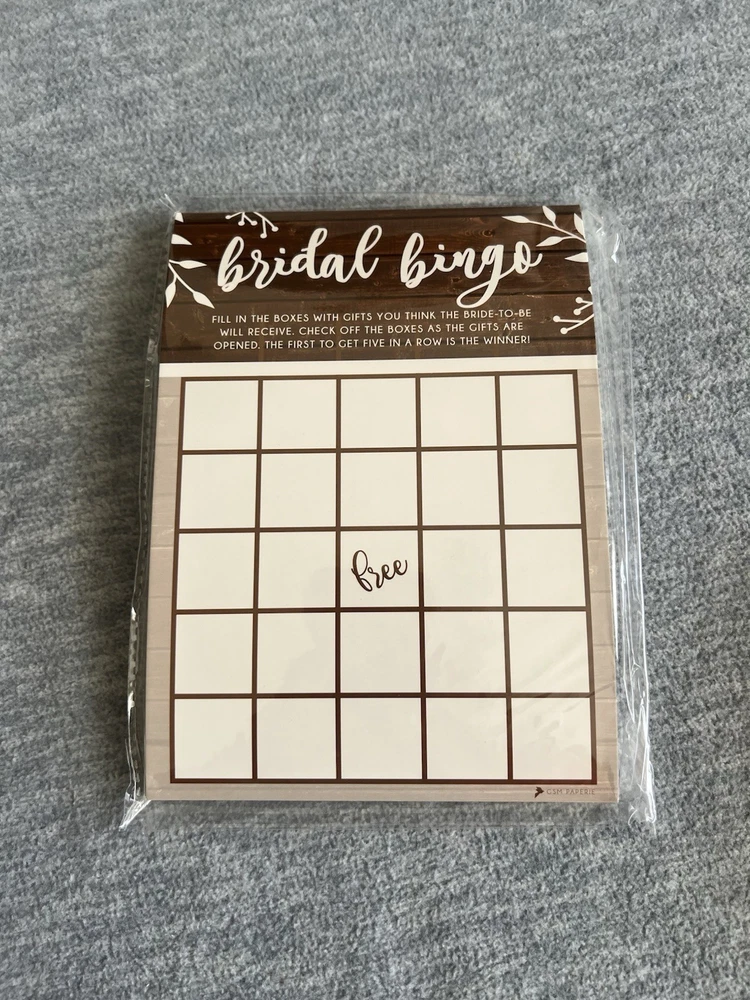 bridal bingo
FILL IN THE BOXES WITH GIFTS YOU THINK THE BRIDE-TO-BE
WILL RECEIVE. CHECK OFF THE BOXES AS THE GIFTS ARE
OPENED. THE FIRST TO GET FIVE IN A ROW IS THE WINNER!
free
GSM PAPERIE